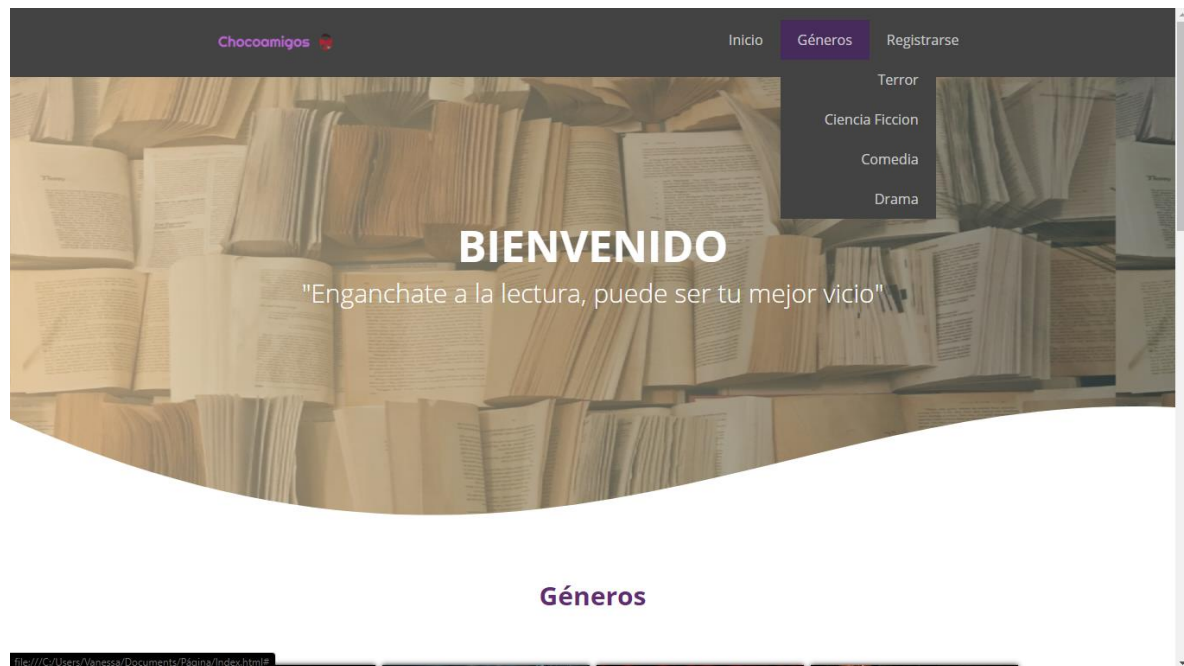 Chocoamigos
Inicio Géneros Registrarse
Terror
Ciencia Ficcion
Comedia
Drama
BIENVENIDO
"Enganchate a la lectura, puede ser tu mejor vicio"
Géneros
file:///C:/Users/Vanessa/Documents/Página/Index.html#